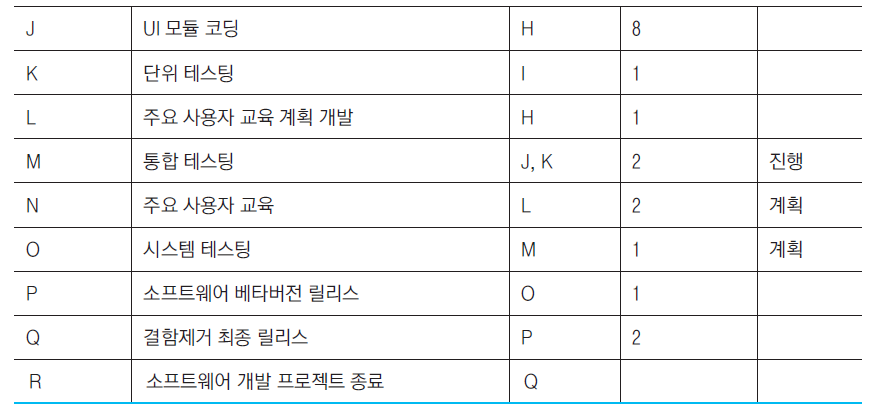 J UI 모듈 코딩 H 8
K 단위 테스팅 I 1
L 주요 사용자 교육 계획 개발 H 1
M 통합 테스팅 J, K 2 진행
N 주요 사용자 교육 L 2 계획
O 시스템 테스팅 M 1 계획
P 소프트웨어 베타버전 릴리스 O 1
Q 결함제거 최종 릴리스 P 2
R 소프트웨어 개발 프로젝트 종료 Q